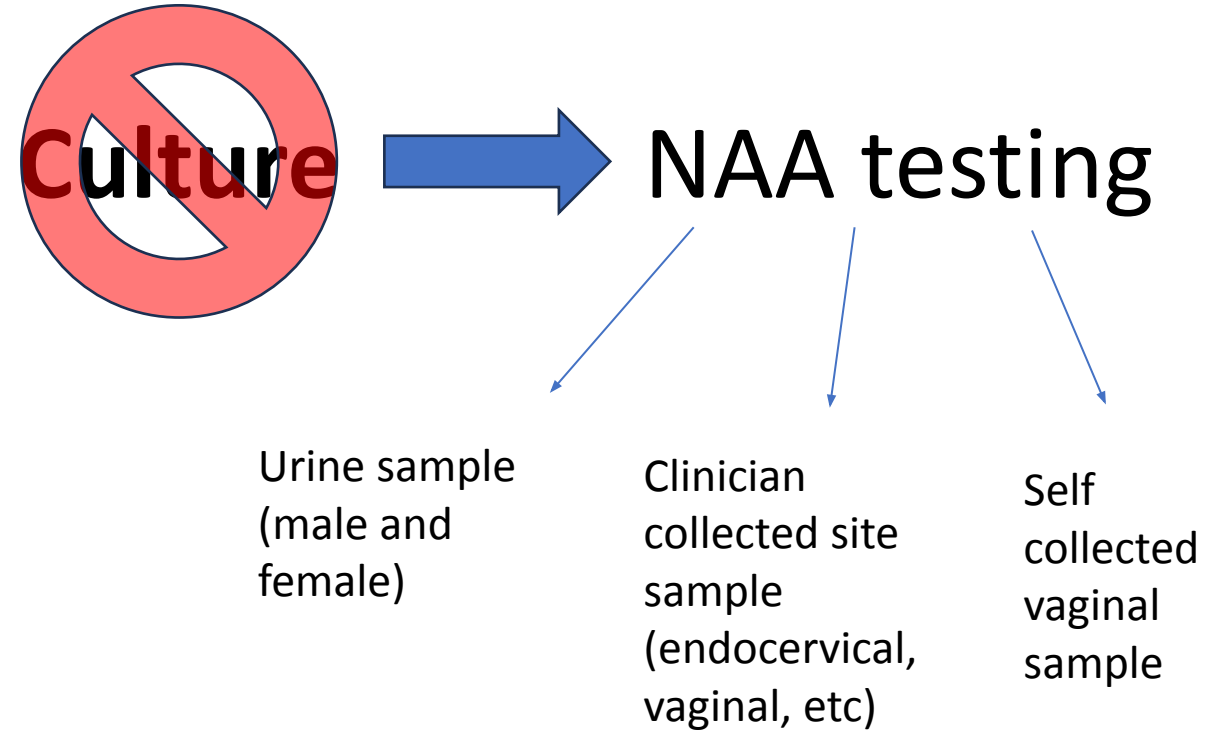 Culture
NAA testing
Urine sample
(male and
female)
Clinician
collected site
sample
(endocervical,
vaginal, etc)
Self
collected
vaginal
sample